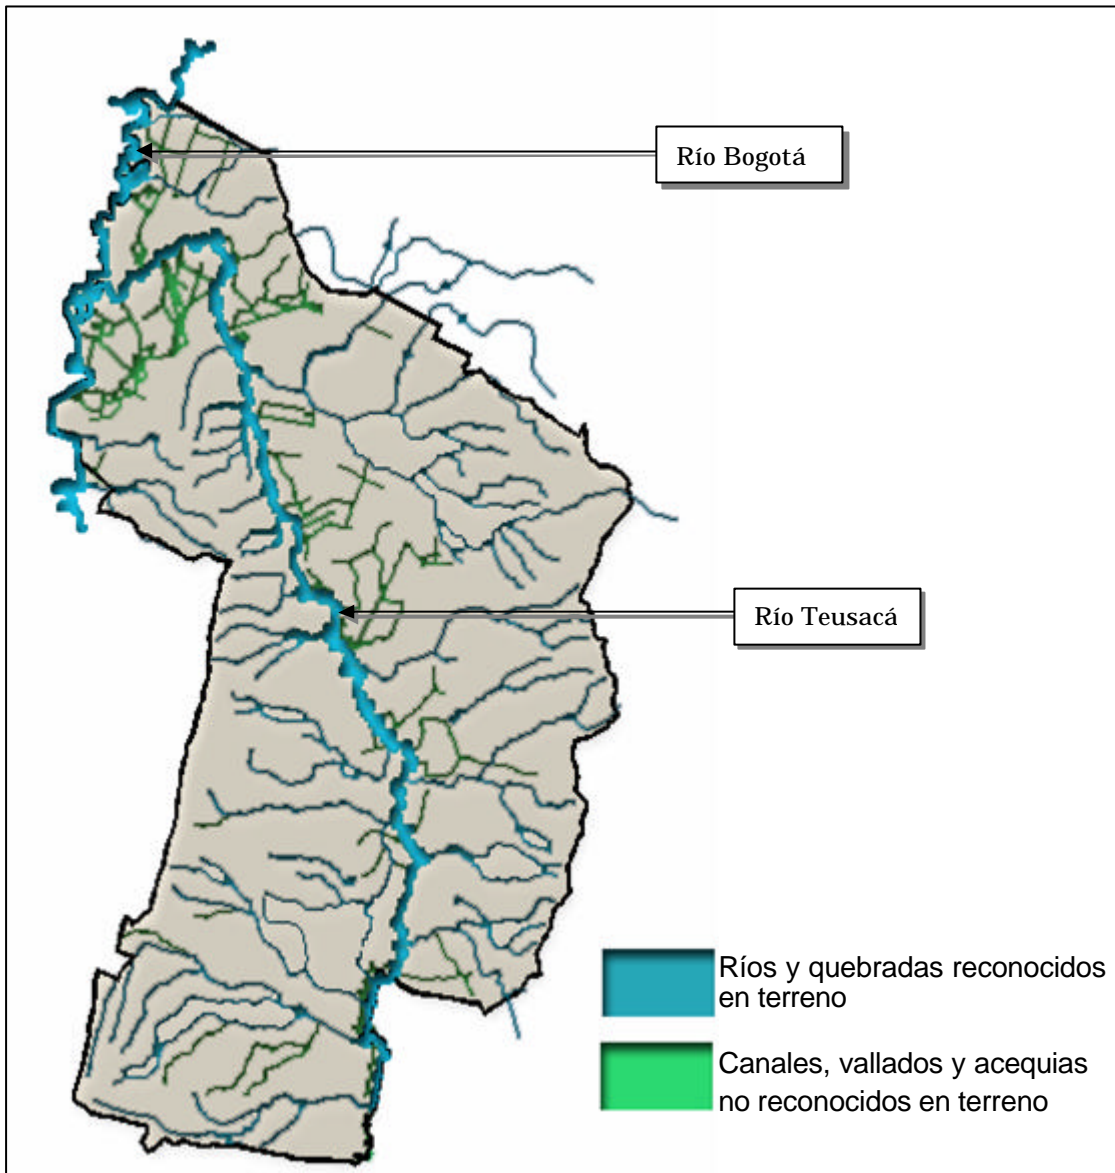 Río Bogotá
Río Teusacá
Ríos y quebradas reconocidos
en terreno
Canales, vallados y acequias
no reconocidos en terreno